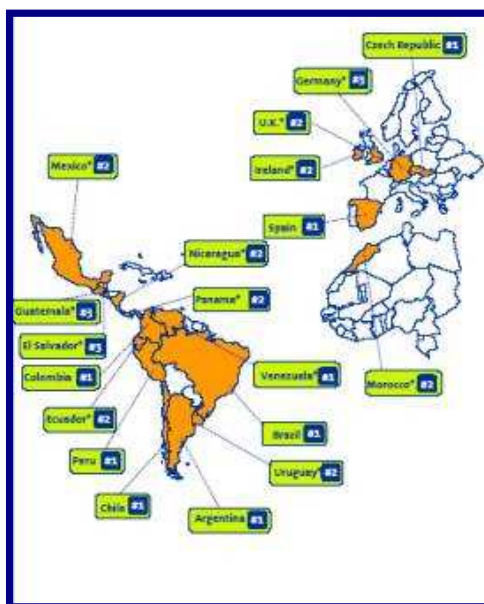 Czech Republic #1
Germany* #3
U.K.* #2
Ireland* #2
Mexico* #2
Spain #1
Nicaragua* #2
Panama* #2
Guatemala* #3
El Salvador* #3
Colombia #1
Venezuela* #1
Morocco* #2
Ecuador* #2
Brazil #1
Peru #1
Uruguay* #2
Chile #1
Argentina #1